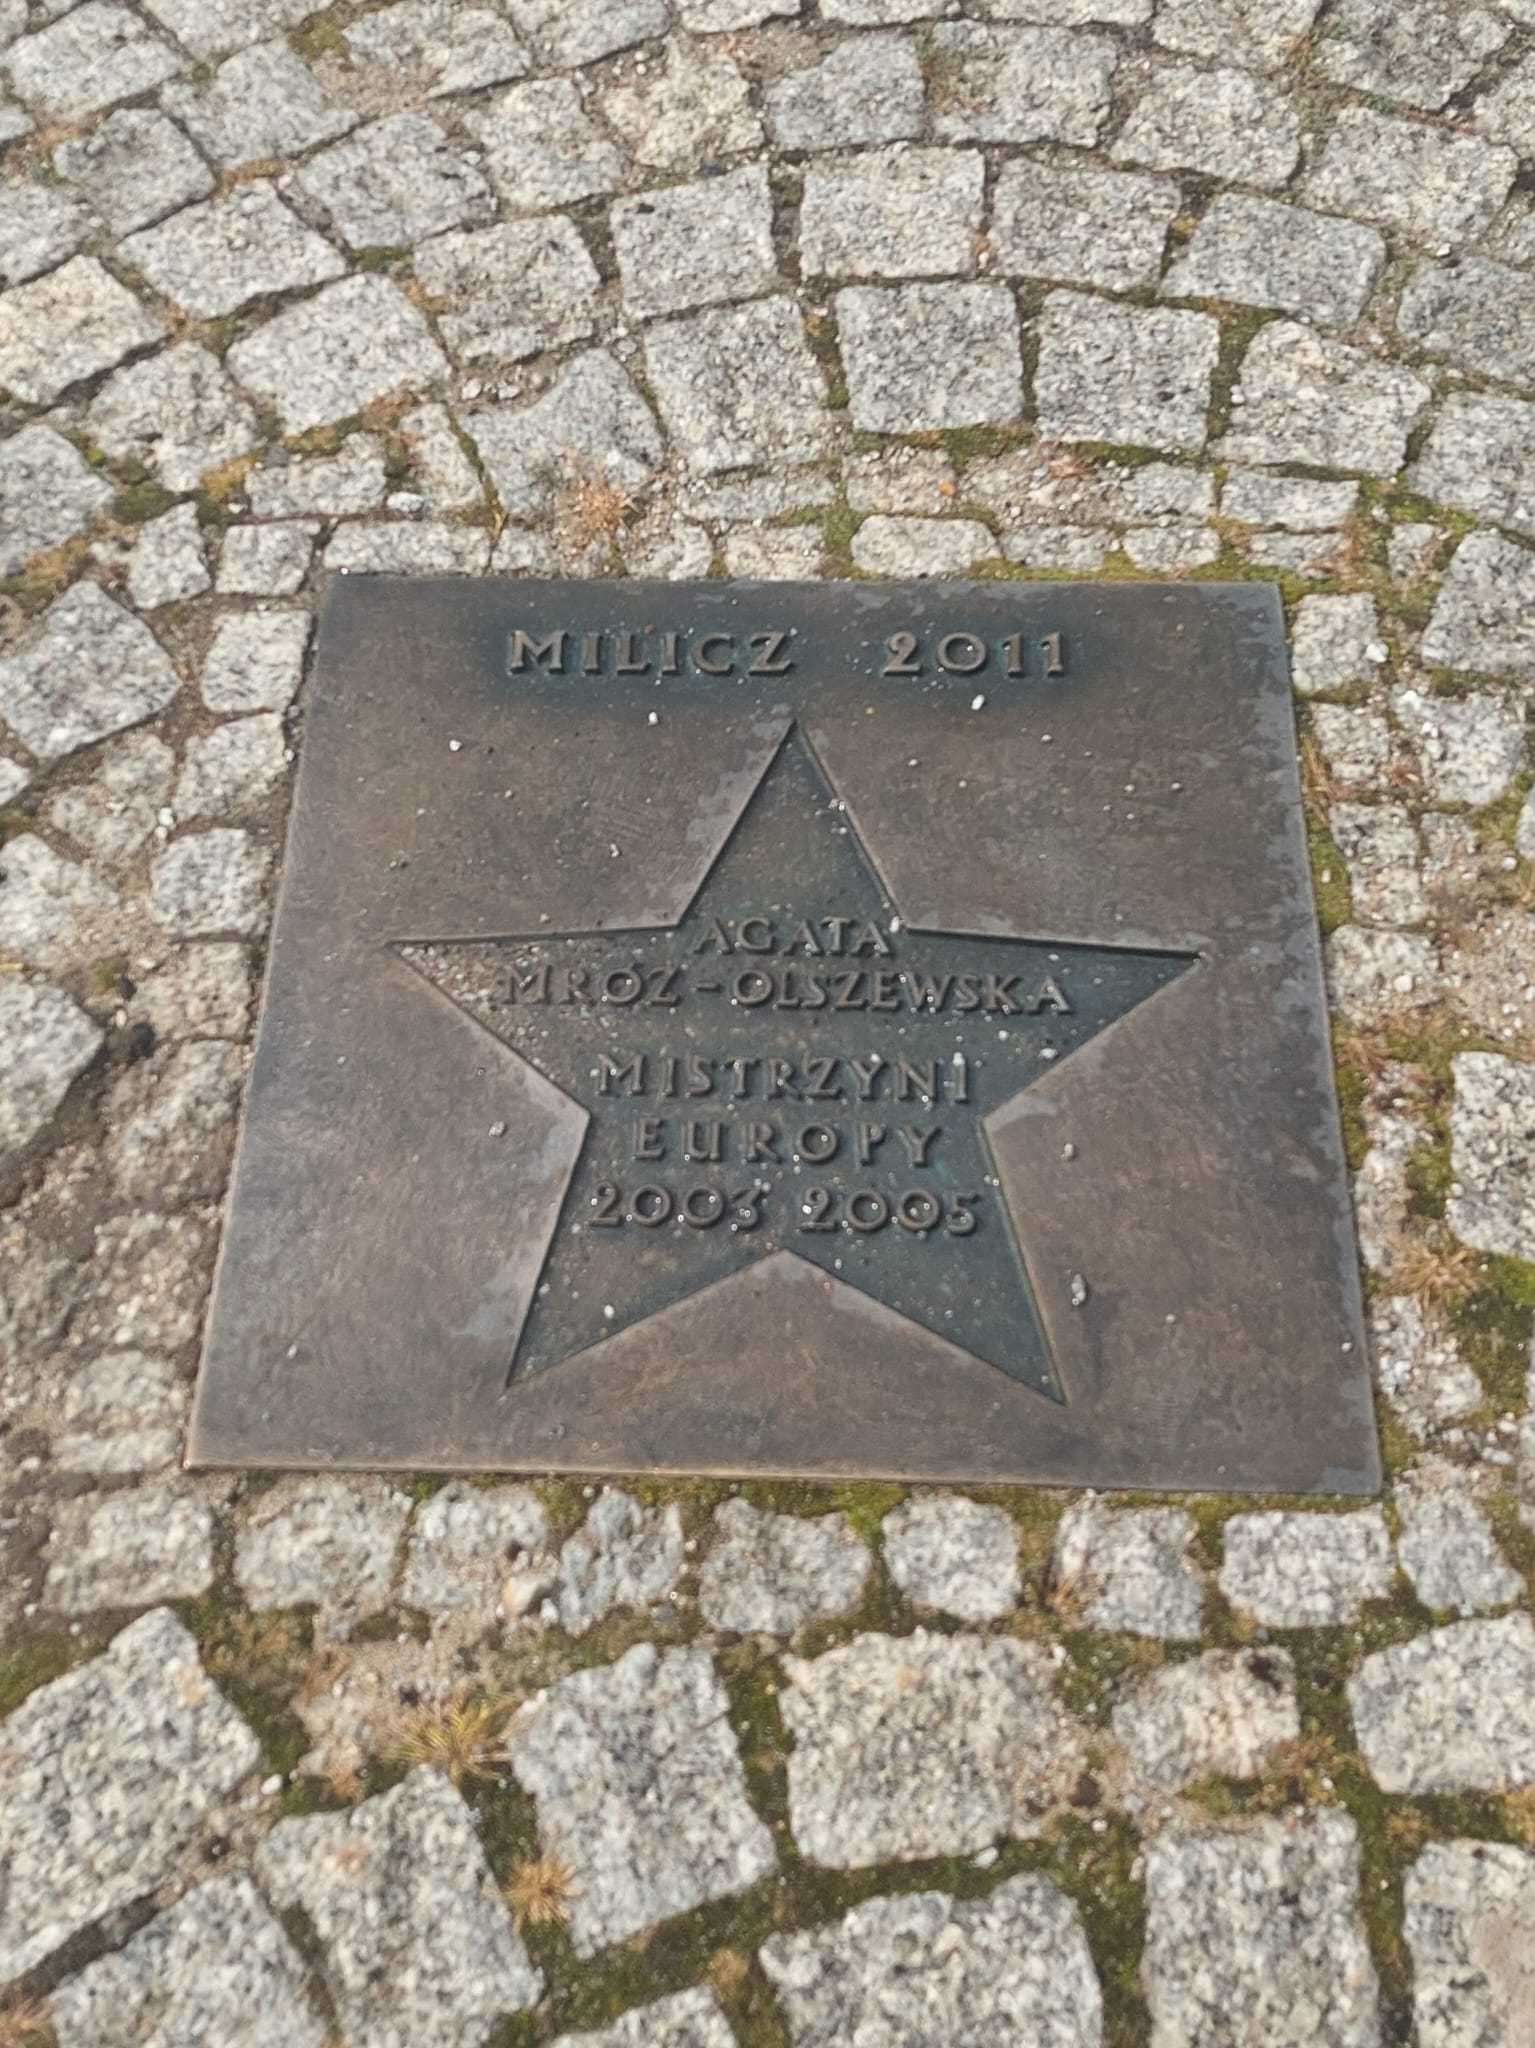 MILICZ 2011
AGATA
MRÓZ-OLSZEWSKA
MISTRZYNI
EUROPY
2003 2005